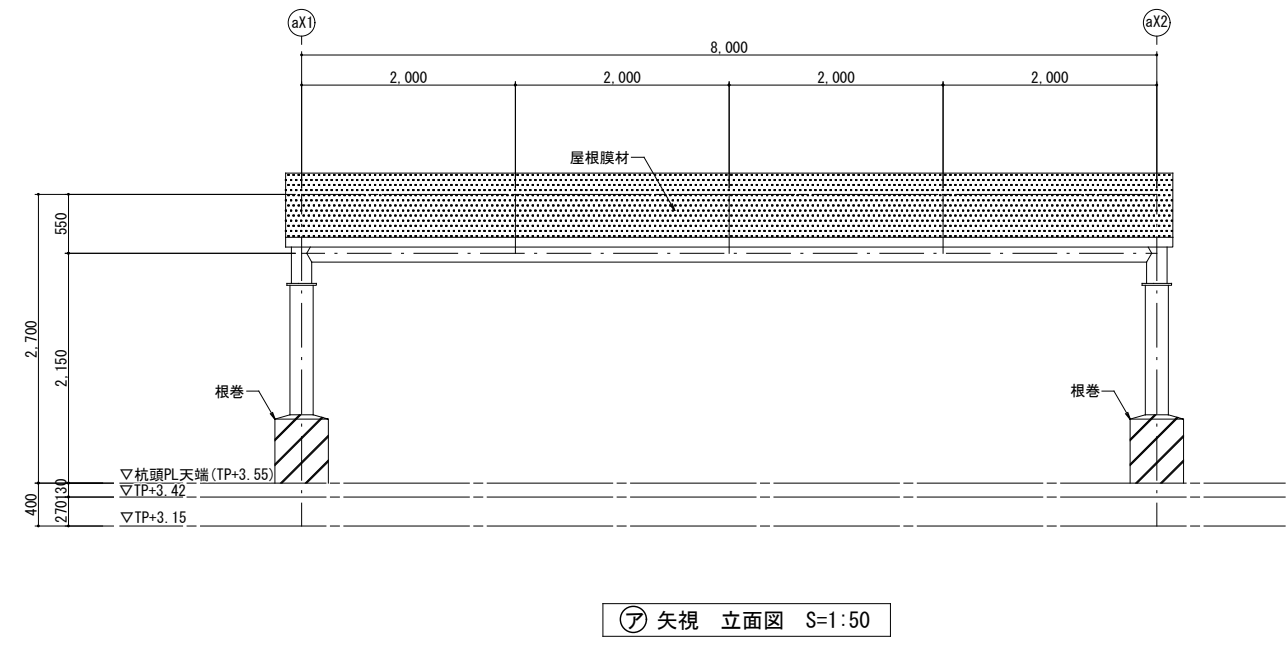 aX1
aX2
8,000
2,000
2,000
2,000
2,000
屋根膜材
550
2,700
2,150
根巻
根巻
▽杭頭PL天端(TP+3.55)
130
▽TP+3.42
400
270
▽TP+3.15
ア 矢視 立面図 S=1:50